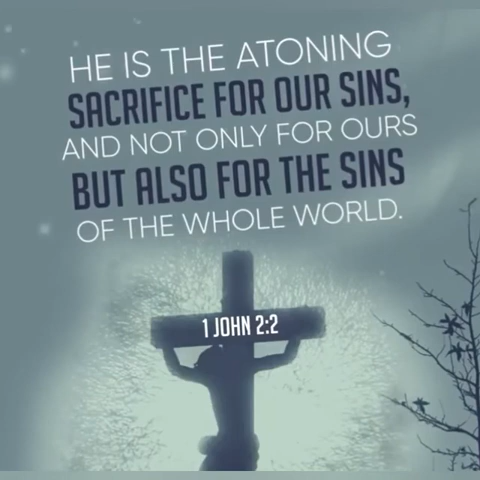 HE IS THE ATONING
SACRIFICE FOR OUR SINS,
AND NOT ONLY FOR OURS
BUT ALSO FOR THE SINS
OF THE WHOLE WORLD.
1 JOHN 2:2